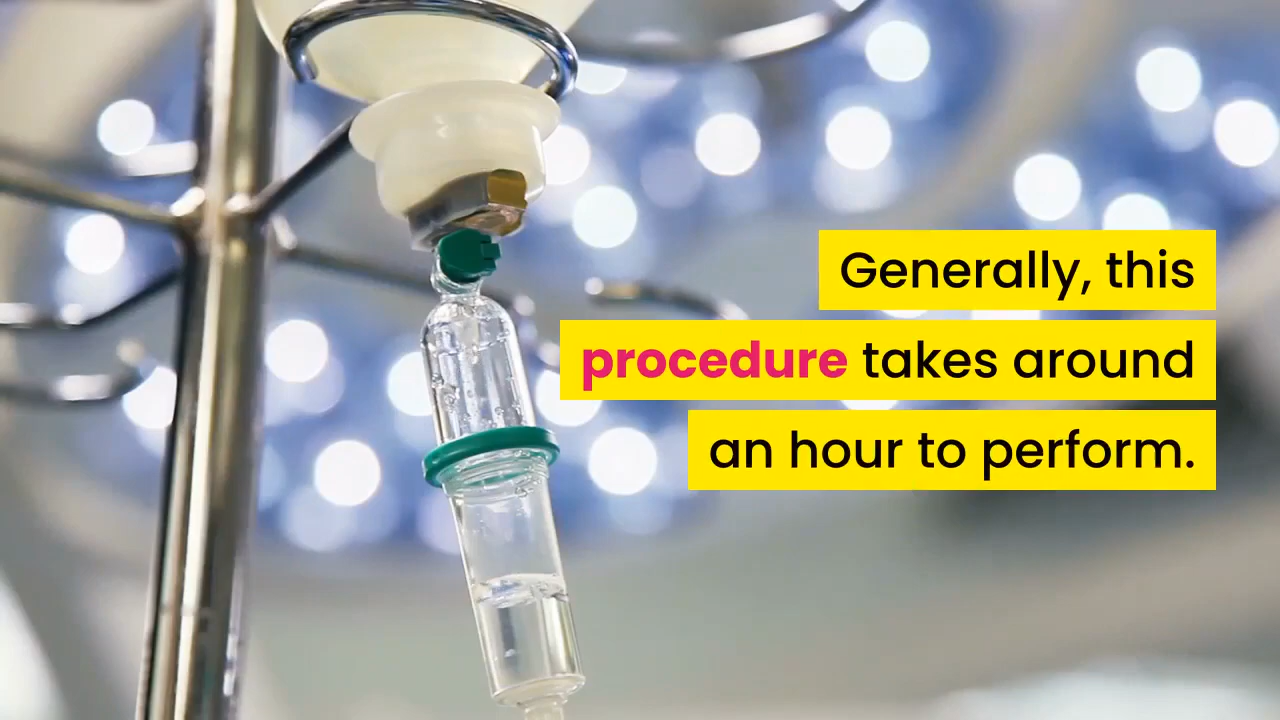 Generally, this
procedure takes around
an hour to perform.